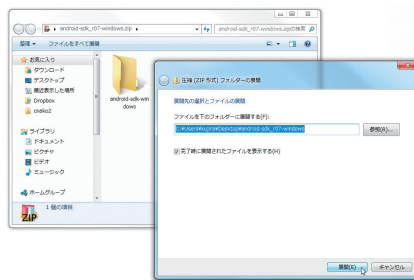 android-sdk_r07-windows.zip
android-sdk_r07-windows.zipの検索
整理 ファイルをすべて展開
お気に入り
ダウンロード
デスクトップ
最近表示した場所
Dropbox
onako2
ライブラリ
ドキュメント
ピクチャ
ビデオ
ミュージック
ホームグループ
android-sdk-win
dows
1 個の項目
ZIP
圧縮 (ZIP 形式) フォルダーの展開
展開先の選択とファイルの展開
ファイルを下のフォルダーに展開する(F):
参照(R)...
完了時に展開されたファイルを表示する(H)
展開(E) キャンセル